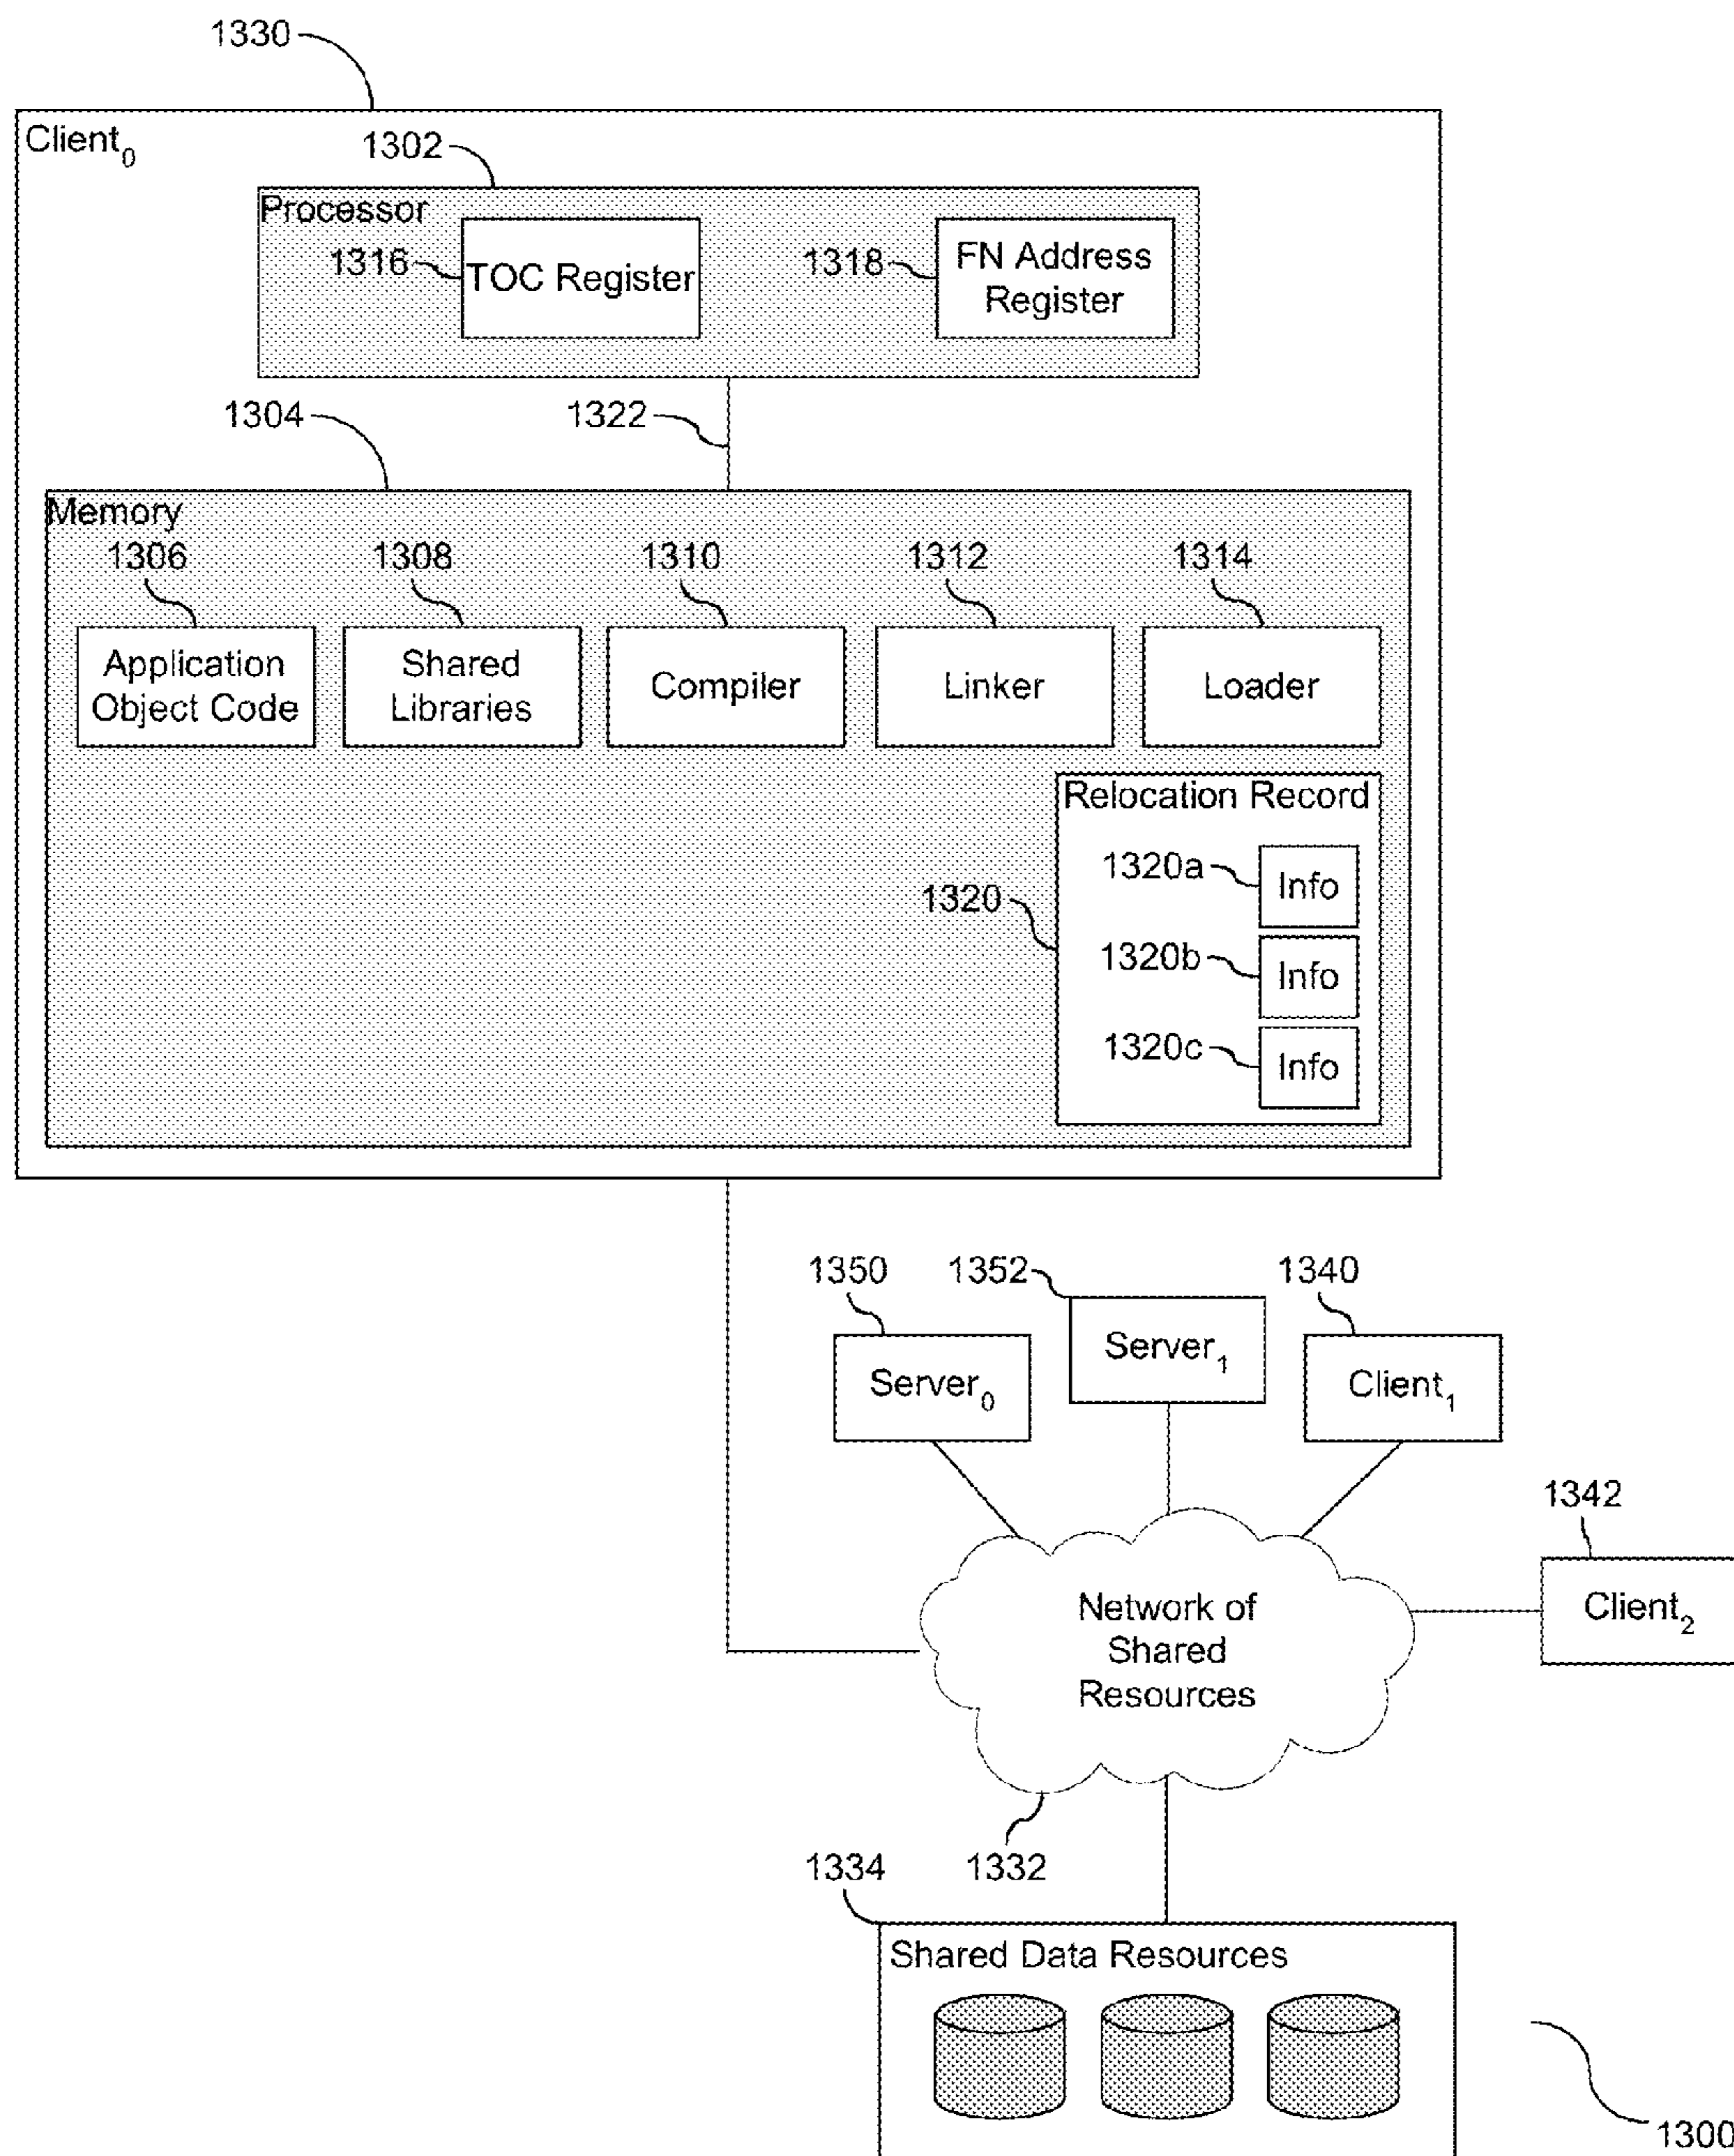 1330
Client0
1302
Processor
1316
TOC Register
1318
FN Address
Register
1304
1322
Memory
1306
1308
1310
1312
1314
Application
Object Code
Shared
Libraries
Compiler
Linker
Loader
Relocation Record
1320a
Info
1320
1320b
Info
1320c
Info
1350
1352
1340
Server0
Server1
Client1
1342
Client2
Network of
Shared
Resources
1334
1332
Shared Data Resources
1300